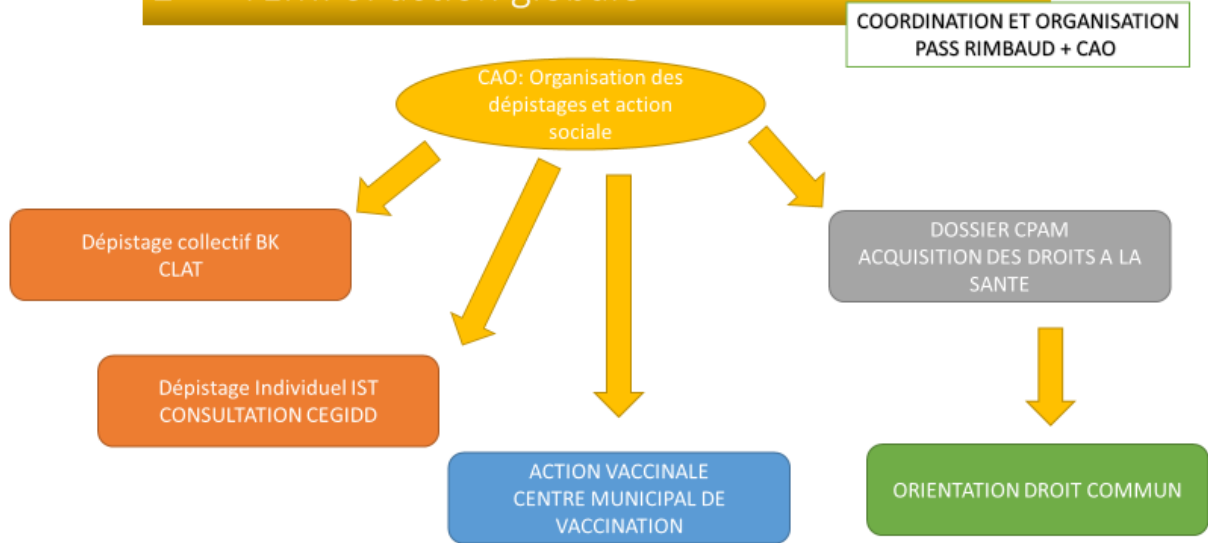 action globale
COORDINATION ET ORGANISATION
PASS RIMBAUD + CAO
CAO: Organisation des
dépistages et action
sociale
Dépistage collectif BK
CLAT
DOSSIER CPAM
ACQUISITION DES DROITS A LA
SANTE
Dépistage Individuel IST
CONSULTATION CEGIDD
ACTION VACCINALE
CENTRE MUNICIPAL DE
VACCINATION
ORIENTATION DROIT COMMUN